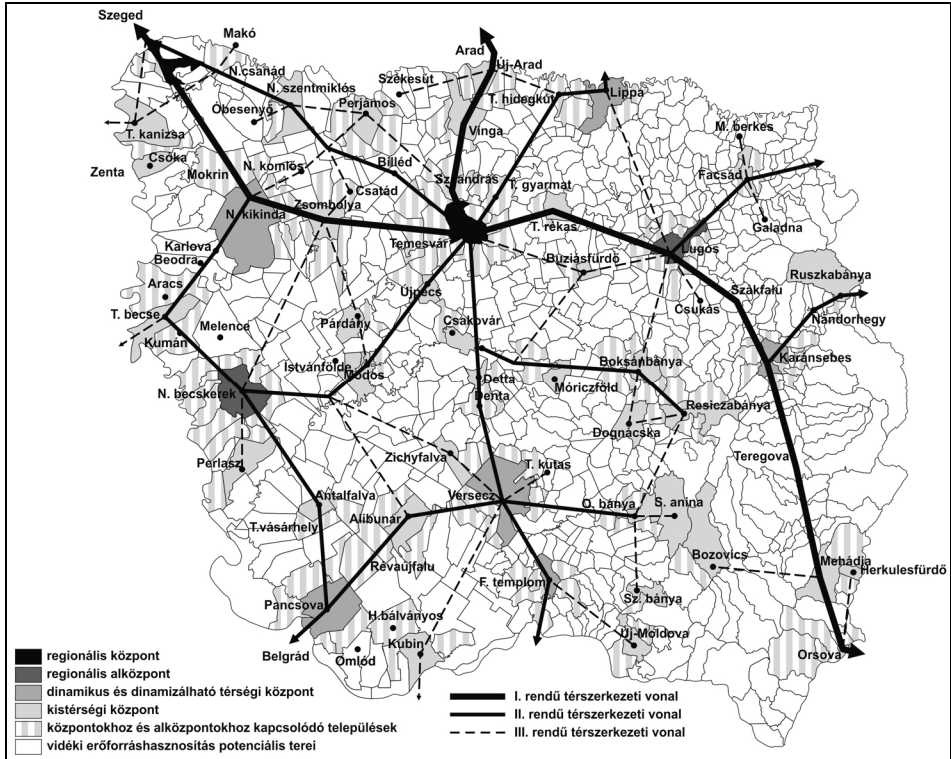 Szeged
Makó
Arad
Új-Arad
N.csanád
N. szentmiklós
Székesút
T. hidegkút
Lippa
Óbesenyő
Perjámos
T. kanizsa
Vinga
M. berkes
Csóka
Zenta
Mokrin
N. komlós
Billéd
Facsád
Csatád
Sz. andrás
T. gyarmat
Zsombolya
N. kikinda
T. rékas
Galadna
Temesvár
Karlova
Beodra
Lugos
Buziásfürdő
Ruszkabánya
Aracs
Újpécs
Szákfalu
Csukás
T. becse
Melence
Párdány
Csakovár
Nándorhegy
Kumán
Istvánfölde
Módos
Boksánbánya
Karánsebes
N. becskerek
Detta
Móriczföld
Denta
Resiczabánya
Dognácska
Zichyfalva
Teregova
Perlasz
T. kutas
Antalfalva
Versecz
Alibunár
O. bánya
S. anina
T.vásárhely
Révaújfalu
Bozovics
Mehádia
Herkulesfürdő
F. templom
Pancsova
Sz. bánya
H.bálványos
Kubin
Új-Moldova
Belgrád
Omlód
Orsova
regionális központ
regionális alközpont
dinamikus és dinamizálható térségi központ
kistérségi központ
központokhoz és alközpontokhoz kapcsolódó települések
vidéki erőforráshasznosítás potenciális terei
I. rendű térszerkezeti vonal
II. rendű térszerkezeti vonal
III. rendű térszerkezeti vonal